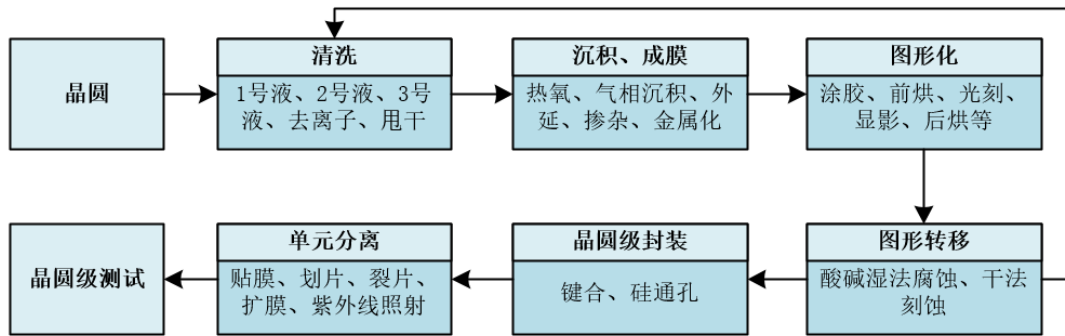 晶圆
清洗
1号液、2号液、3号
液、去离子、甩干
沉积、成膜
热氧、气相沉积、外
延、掺杂、金属化
图形化
涂胶、前烘、光刻、
显影、后烘等
图形转移
酸碱湿法腐蚀、干法
刻蚀
晶圆级封装
键合、硅通孔
单元分离
贴膜、划片、裂片、
扩膜、紫外线照射
晶圆级测试